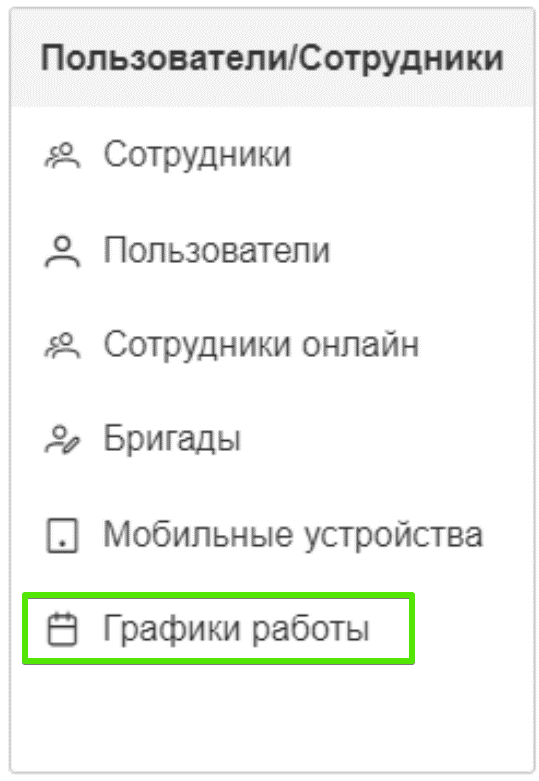 Пользователи/Сотрудники
Сотрудники
Пользователи
Сотрудники онлайн
Бригады
Мобильные устройства
Графики работы